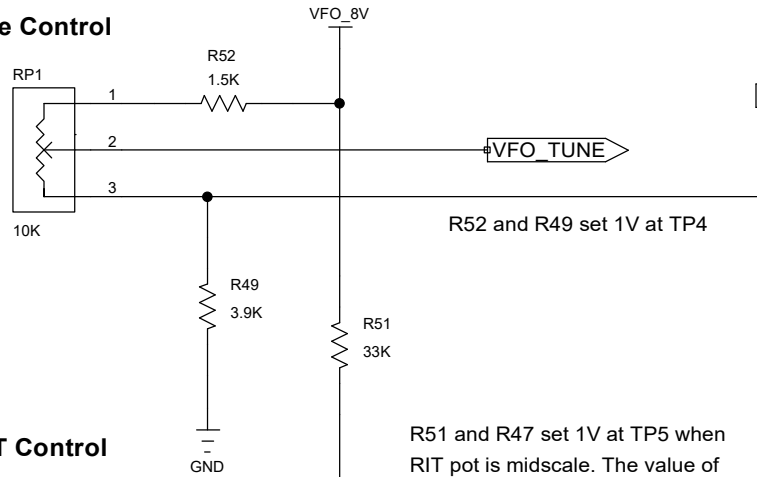 VFO_8V
e Control
R52
1.5K
RP1
1
2
3
10K
VFO_TUNE
R52 and R49 set 1V at TP4
R49
3.9K
R51
33K
T Control
GND
R51 and R47 set 1V at TP5 when
RIT pot is midscale. The value of